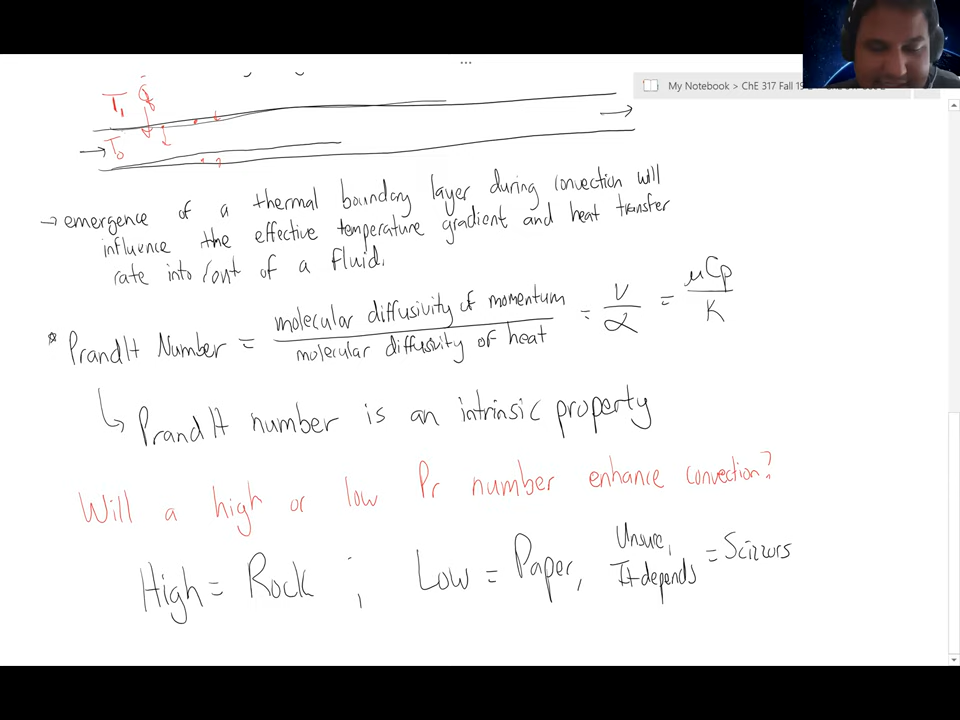 My Notebook > ChE 317 Fall
T₁ q
T₀
→ emergence of a thermal boundary layer during convection will
influence the effective temperature gradient and heat transfer
rate into/out of a fluid.
* Prandlt Number = molecular diffusivity of momentum / molecular diffusivity of heat = ν/α = μCp/K
↳ Prandlt number is an intrinsic property
Will a high or low Pr number enhance convection?
High = Rock ; Low = Paper, Unsure, It depends = Scizzors